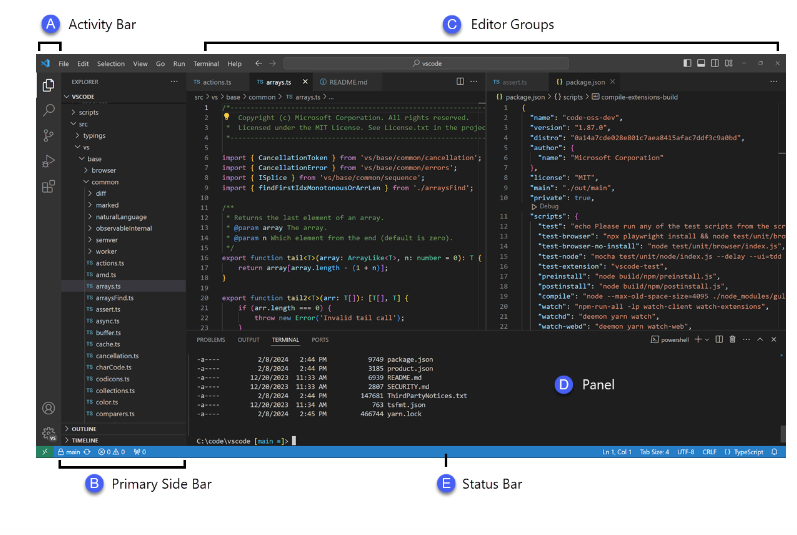 A Activity Bar
C Editor Groups
File Edit Selection View Go Run Terminal Help
vscode
EXPLORER
VSCODE
scripts
src
typings
vs
base
browser
common
diff
marked
naturalLanguage
observableInternal
semver
worker
TS actions.ts
TS amd.ts
TS arrays.ts
TS arraysFind.ts
TS assert.ts
TS async.ts
TS buffer.ts
TS cache.ts
TS cancellation.ts
TS charCode.ts
TS codicons.ts
TS collections.ts
TS color.ts
TS comparers.ts
OUTLINE
TIMELINE
TS actions.ts TS arrays.ts README.md
src > vs > base > common > TS arrays.ts > ...
1 /*---
2 * Copyright (c) Microsoft Corporation. All rights reserved.
3 * Licensed under the MIT License. See License.txt in the projec
4 *---
5
6 import { CancellationToken } from 'vs/base/common/cancellation';
7 import { CancellationError } from 'vs/base/common/errors';
8 import { ISplice } from 'vs/base/common/sequence';
9 import { findFirstIdxMonotonousOrArrLen } from './arraysFind';
10
11 /**
12 * Returns the last element of an array.
13 * @param array The array.
14 * @param n Which element from the end (default is zero).
15 */
16 export function tail<T>(array: ArrayLike<T>, n: number = 0): T {
17 return array[array.length - (1 + n)];
18 }
19
20 export function tail2<T>(arr: T[]): [T[], T] {
21 if (arr.length === 0) {
22 throw new Error('Invalid tail call');
23 }
TS assert.ts {} package.json
{} package.json > {} scripts > compile-extensions-build
1 {
2 "name": "code-oss-dev",
3 "version": "1.87.0",
4 "distro": "0a14a7cde028e801c7aea8415afac7ddf3c9a0bd",
5 "author": {
6 "name": "Microsoft Corporation"
7 },
8 "license": "MIT",
9 "main": "./out/main",
10 "private": true,
Debug
11 "scripts": {
12 "test": "echo Please run any of the test scripts from the scr
13 "test-browser": "npx playwright install && node test/unit/brow
14 "test-browser-no-install": "node test/unit/browser/index.js",
15 "test-node": "mocha test/unit/node/index.js --delay --ui=tdd
16 "test-extension": "vscode-test",
17 "preinstall": "node build/npm/preinstall.js",
18 "postinstall": "node build/npm/postinstall.js",
19 "compile": "node --max-old-space-size=4095 ./node_modules/gul
20 "watch": "npm-run-all -lp watch-client watch-extensions",
21 "watchd": "deemon yarn watch",
22 "watch-webd": "deemon yarn watch-web",
PROBLEMS OUTPUT TERMINAL PORTS
powershell
-a---- 2/8/2024 2:44 PM 9749 package.json
-a---- 2/8/2024 2:44 PM 3185 product.json
-a---- 12/20/2023 11:33 AM 6939 README.md
-a---- 12/20/2023 11:33 AM 2807 SECURITY.md
-a---- 2/8/2024 2:44 PM 147681 ThirdPartyNotices.txt
-a---- 12/20/2023 11:34 AM 763 tsfmt.json
-a---- 2/8/2024 2:45 PM 466744 yarn.lock
C:\code\vscode [main ≡]>
D Panel
main 0 0 0
Ln 1, Col 1 Tab Size: 4 UTF-8 CRLF {} TypeScript
B Primary Side Bar
E Status Bar